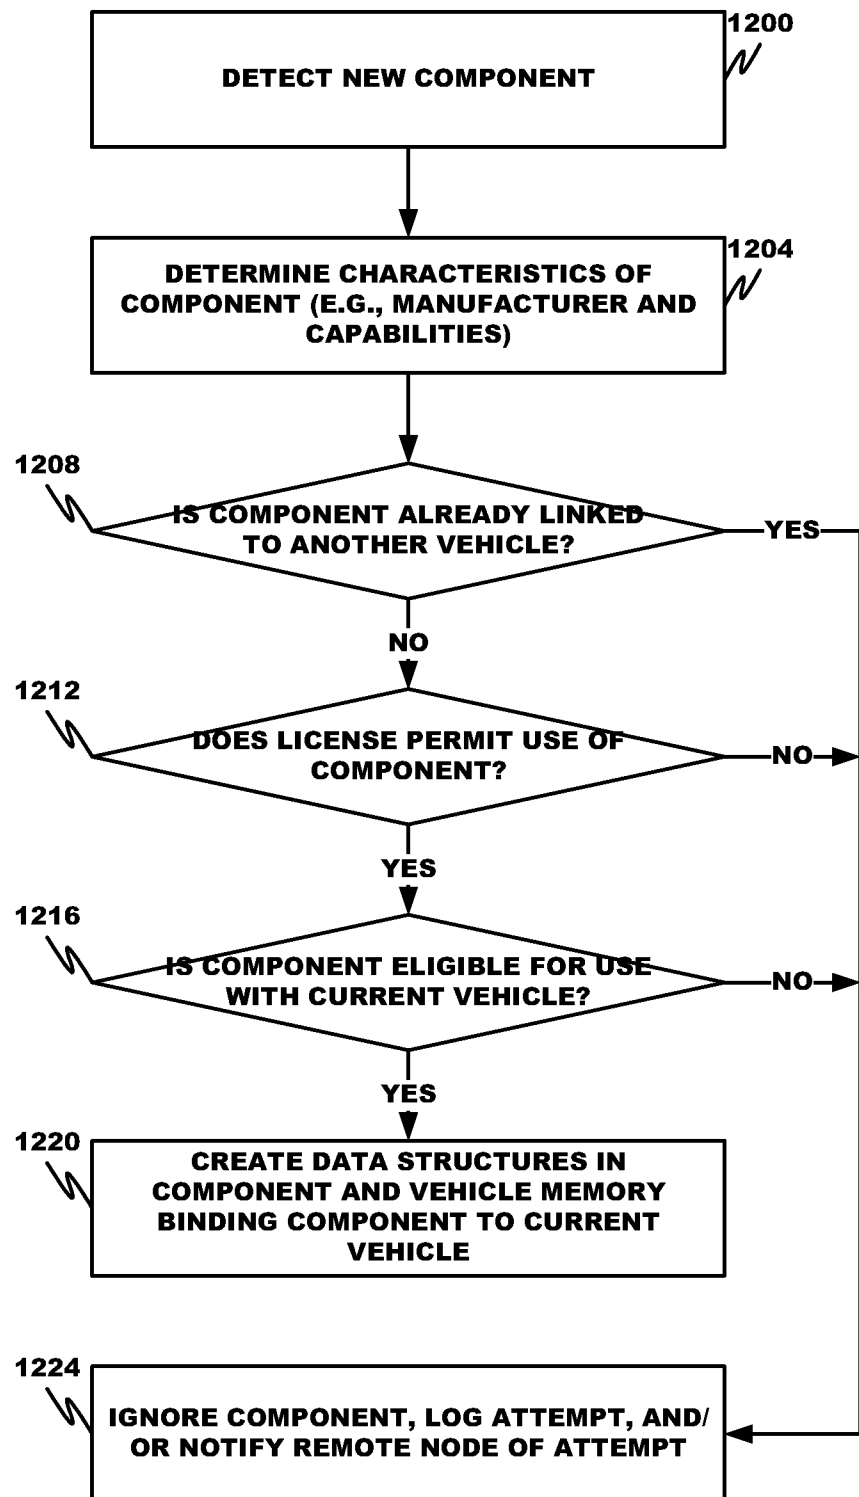 1200
DETECT NEW COMPONENT
1204
DETERMINE CHARACTERISTICS OF
COMPONENT (E.G., MANUFACTURER AND
CAPABILITIES)
1208
IS COMPONENT ALREADY LINKED
TO ANOTHER VEHICLE?
YES
NO
1212
DOES LICENSE PERMIT USE OF
COMPONENT?
NO
YES
1216
IS COMPONENT ELIGIBLE FOR USE
WITH CURRENT VEHICLE?
NO
YES
1220
CREATE DATA STRUCTURES IN
COMPONENT AND VEHICLE MEMORY
BINDING COMPONENT TO CURRENT
VEHICLE
1224
IGNORE COMPONENT, LOG ATTEMPT, AND/
OR NOTIFY REMOTE NODE OF ATTEMPT